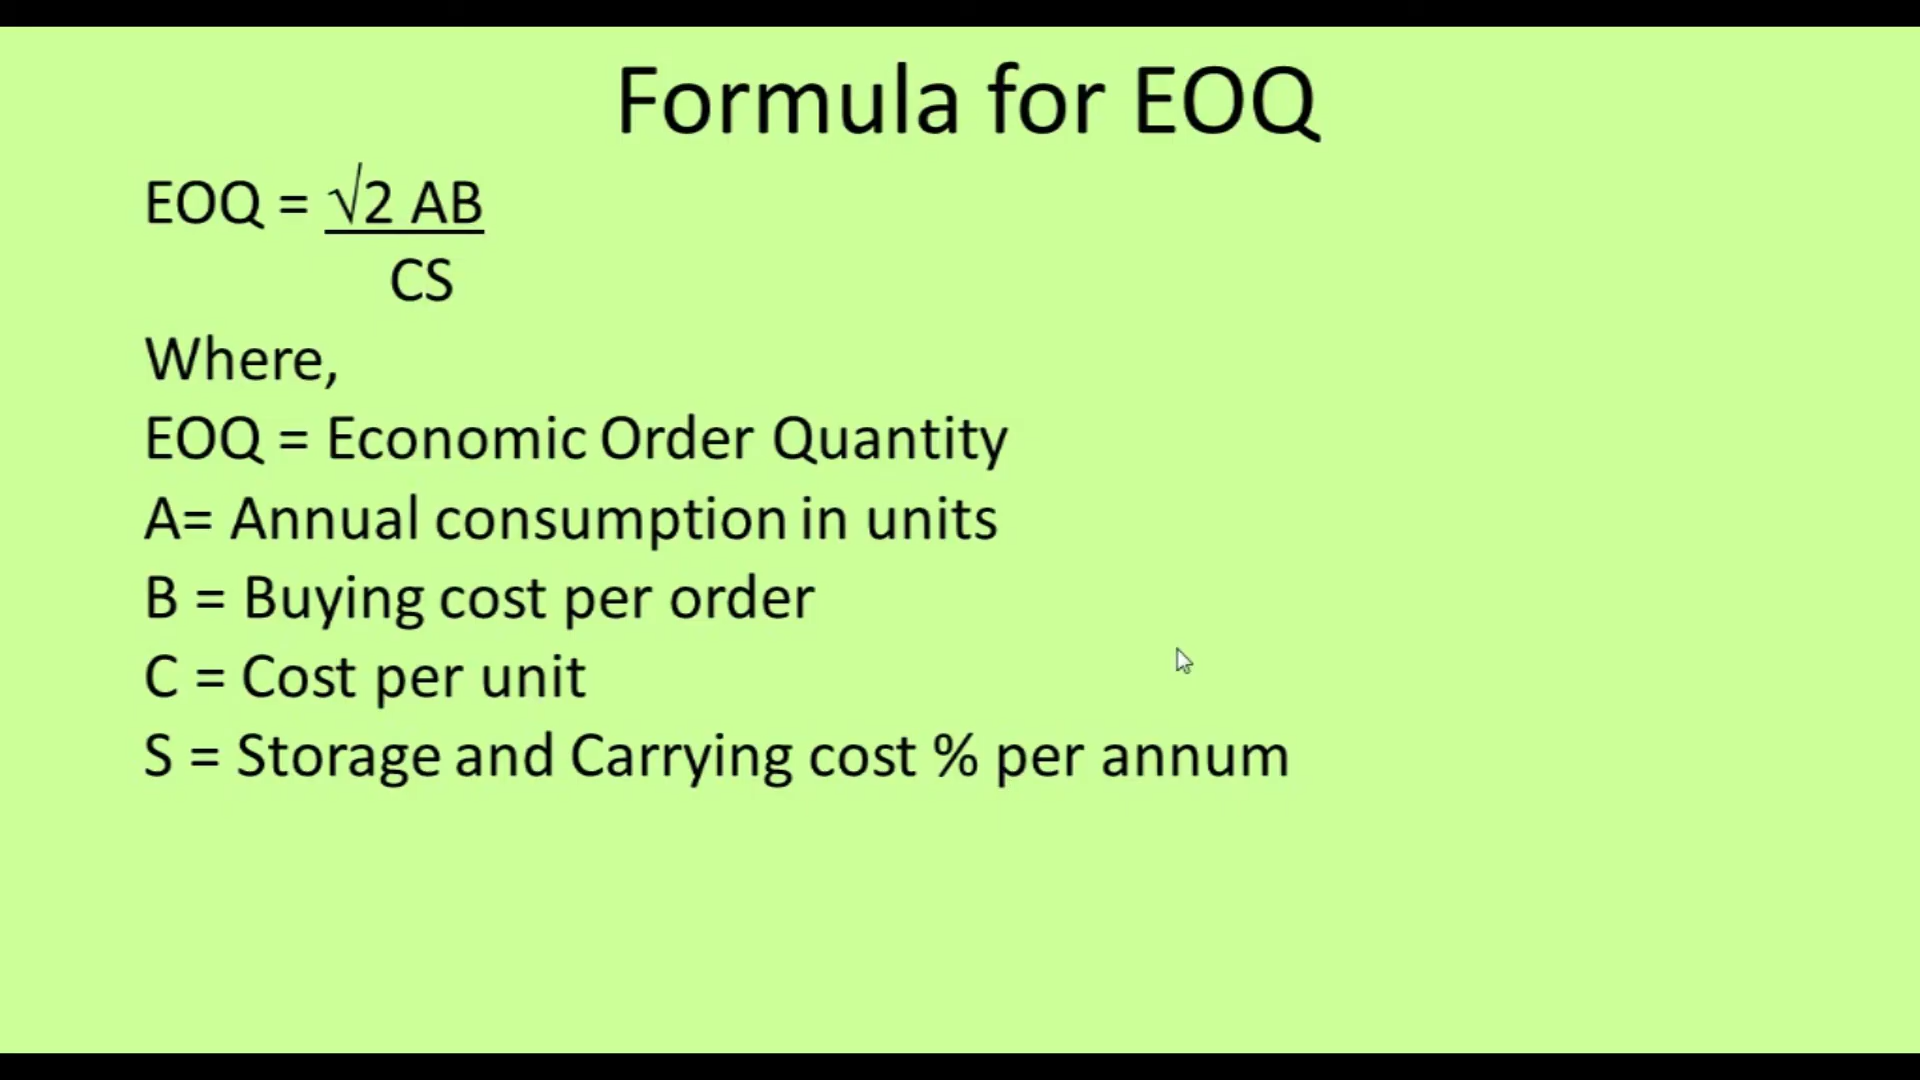 Formula for EOQ
EOQ = √2 AB
CS
Where,
EOQ = Economic Order Quantity
A= Annual consumption in units
B = Buying cost per order
C = Cost per unit
S = Storage and Carrying cost % per annum